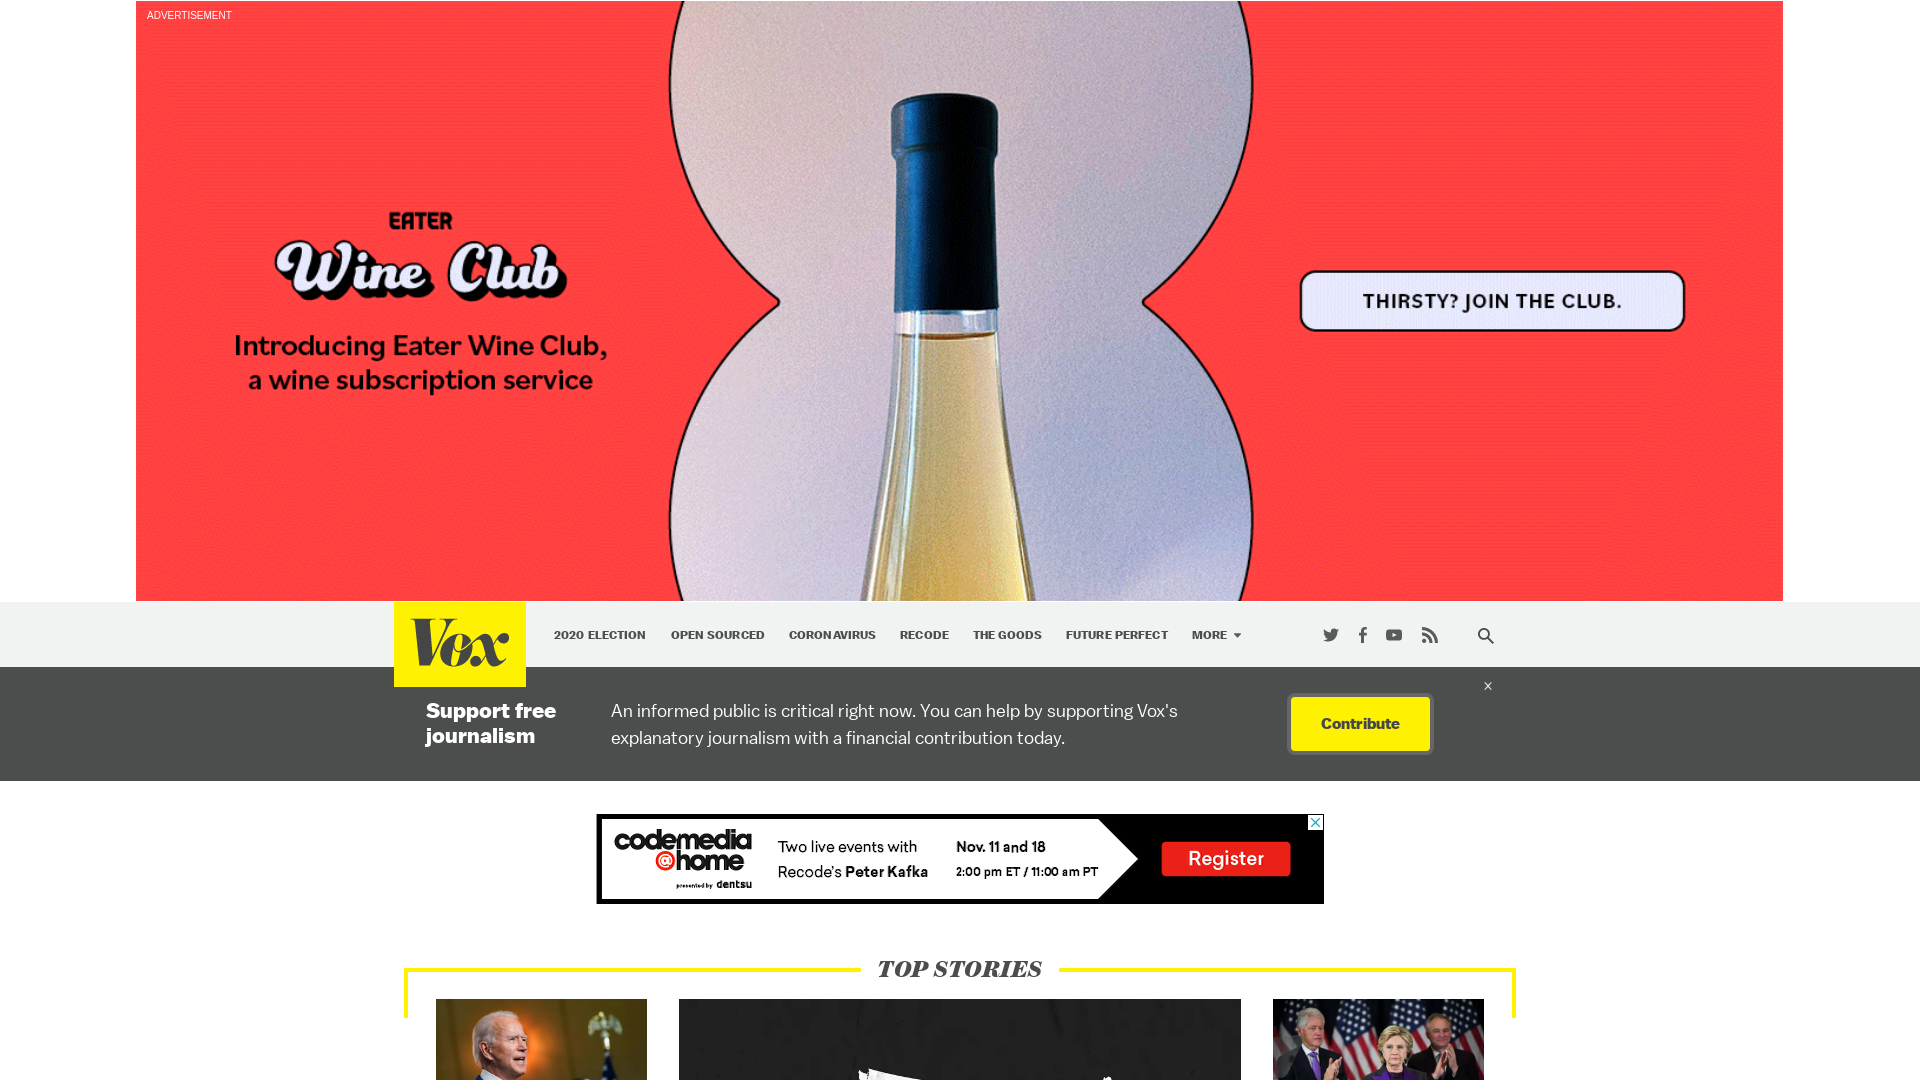 ADVERTISEMENT
EATER
Wine Club
Introducing Eater Wine Club,
a wine subscription service
THIRSTY? JOIN THE CLUB.
Vox
2020 ELECTION
OPEN SOURCED
CORONAVIRUS
RECODE
THE GOODS
FUTURE PERFECT
MORE
Support free
journalism
An informed public is critical right now. You can help by supporting Vox's
explanatory journalism with a financial contribution today.
Contribute
codemedia
@home
presented by dentsu
Two live events with
Recode's Peter Kafka
Nov. 11 and 18
2:00 pm ET / 11:00 am PT
Register
TOP STORIES